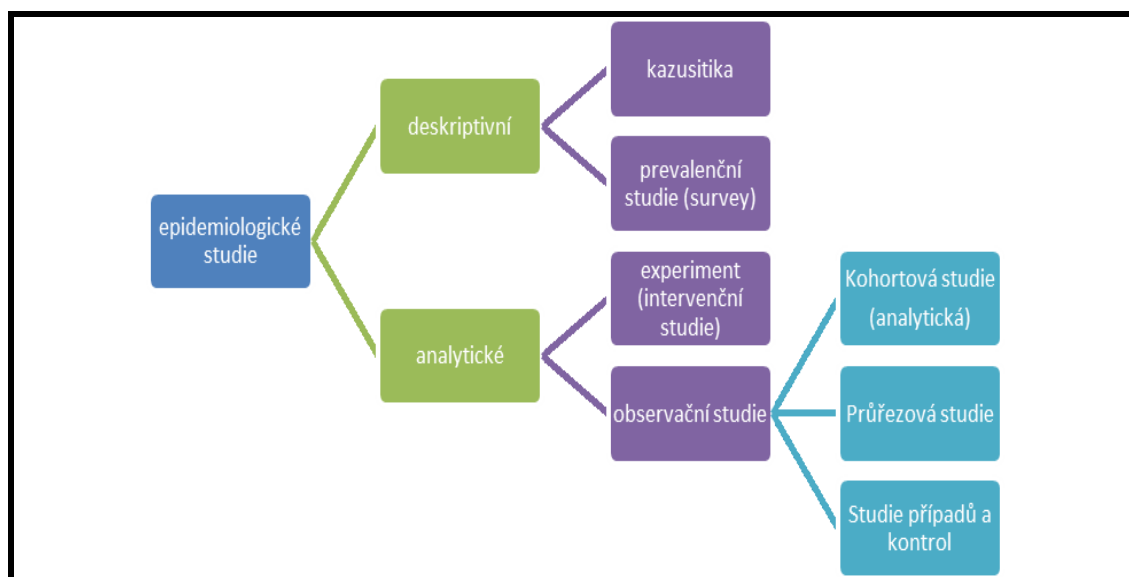 epidemiologické
studie
deskriptivní
kazusitika
prevalenční
studie (survey)
analytické
experiment
(intervenční
studie)
observační studie
Kohortová studie
(analytická)
Průřezová studie
Studie případů a
kontrol